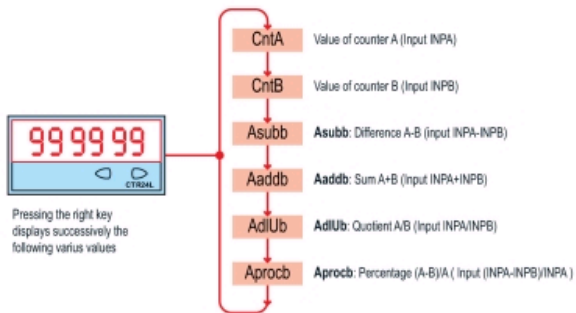 CntA Value of counter A (Input INPA)
CntB Value of counter B (Input INPB)
Asubb Asubb: Difference A-B (input INPA-INPB)
999999
CTR24L
Aaddb Aaddb: Sum A+B (Input INPA+INPB)
Pressing the right key
displays successively the
following varius values
AdIUb AdIUb: Quotient A/B (Input INPA/INPB)
Aprocb Aprocb: Percentage (A-B)/A ( Input (INPA-INPB)/INPA )